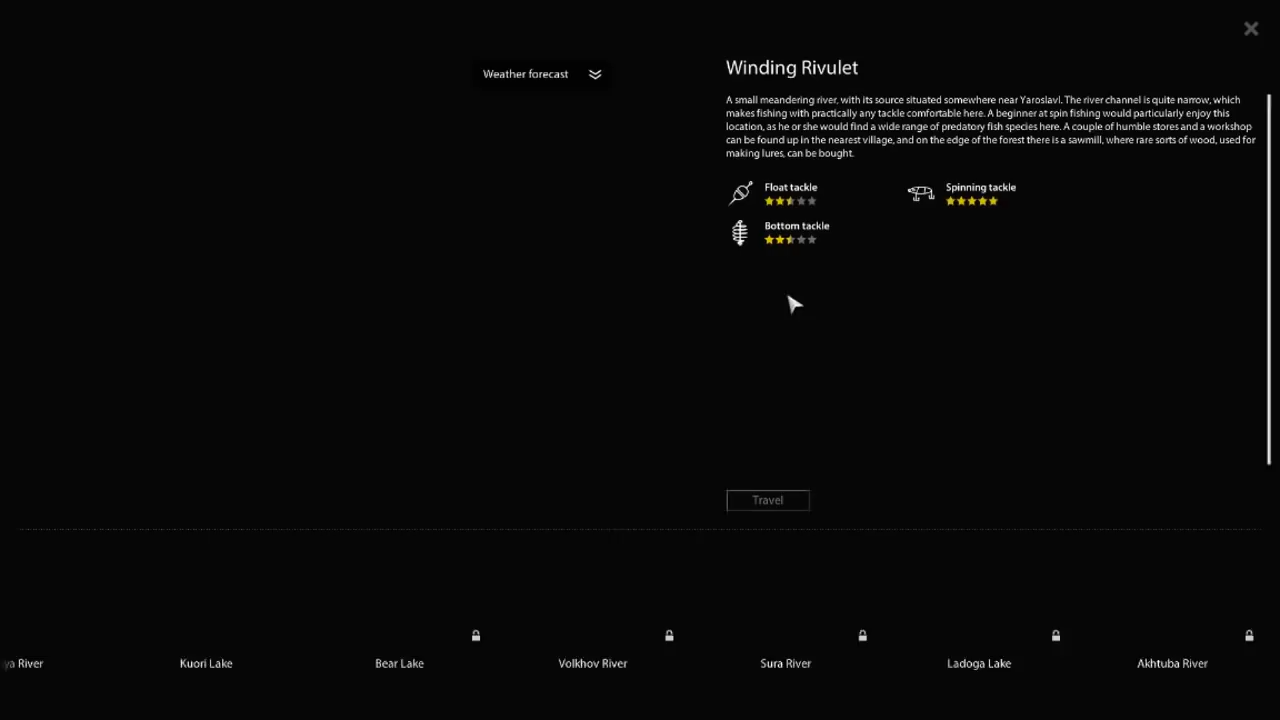 Weather forecast
Winding Rivulet
A small meandering river, with its source situated somewhere near Yaroslavl. The river channel is quite narrow, which
makes fishing with practically any tackle comfortable here. A beginner at spin fishing would particularly enjoy this
location, as he or she would find a wide range of predatory fish species here. A couple of humble stores and a workshop
can be found up in the nearest village, and on the edge of the forest there is a sawmill, where rare sorts of wood, used for
making lures, can be bought.
Float tackle
Spinning tackle
Bottom tackle
Travel
ya River
Kuori Lake
Bear Lake
Volkhov River
Sura River
Ladoga Lake
Akhtuba River